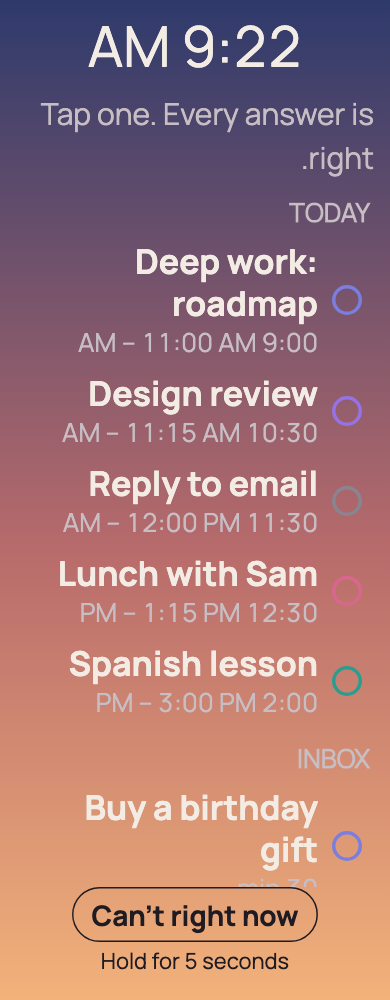 AM 9:22
Tap one. Every answer is
.right
TODAY
Deep work:
roadmap
AM – 11:00 AM 9:00
Design review
AM – 11:15 AM 10:30
Reply to email
AM – 12:00 PM 11:30
Lunch with Sam
PM – 1:15 PM 12:30
Spanish lesson
PM – 3:00 PM 2:00
INBOX
Buy a birthday
gift
min 30
Can't right now
Hold for 5 seconds